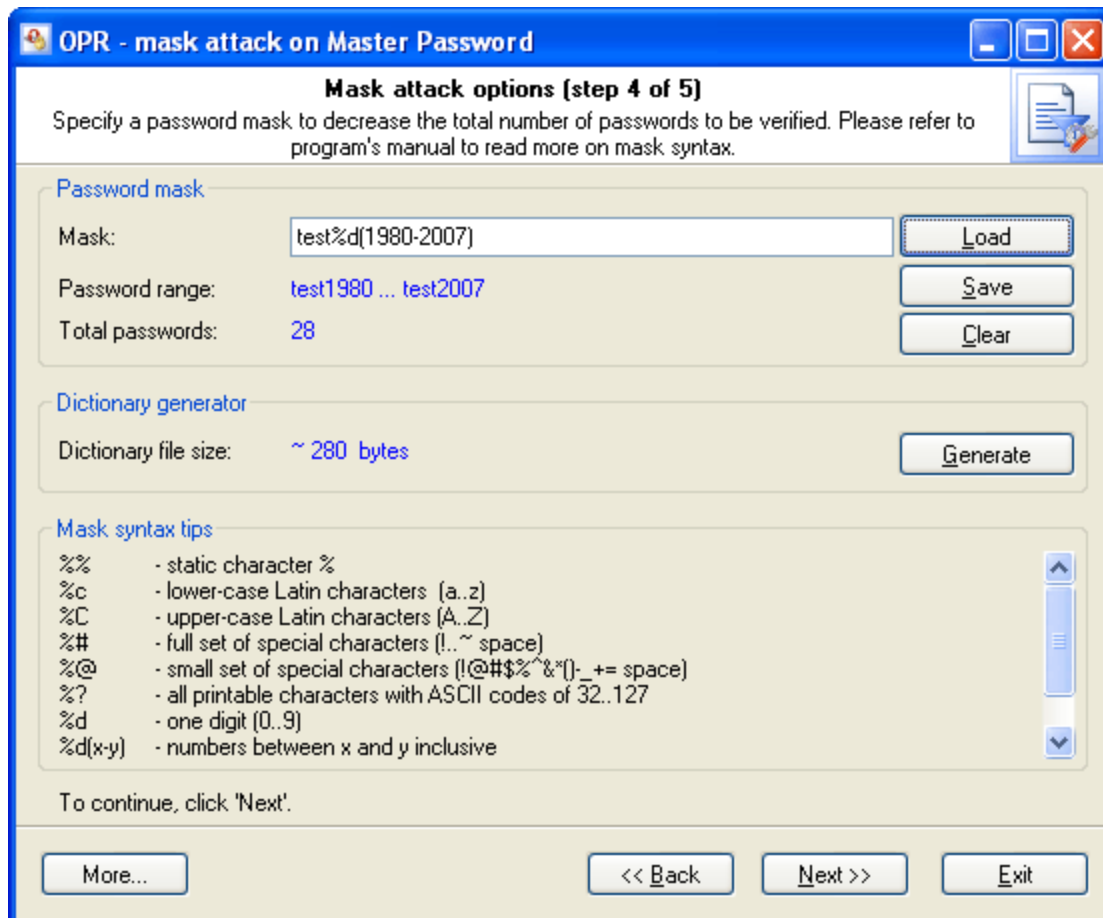 OPR - mask attack on Master Password
Mask attack options (step 4 of 5)
Specify a password mask to decrease the total number of passwords to be verified. Please refer to
program's manual to read more on mask syntax.
Password mask
Mask: test%d(1980-2007) Load
Password range: test1980 ... test2007 Save
Total passwords: 28 Clear
Dictionary generator
Dictionary file size: ~ 280 bytes Generate
Mask syntax tips
%% - static character %
%c - lower-case Latin characters (a..z)
%C - upper-case Latin characters (A..Z)
%# - full set of special characters (!..~ space)
%@ - small set of special characters (!@#$%^&*()-_+= space)
%? - all printable characters with ASCII codes of 32..127
%d - one digit (0..9)
%d(x-y) - numbers between x and y inclusive
To continue, click 'Next'.
More... << Back Next >> Exit